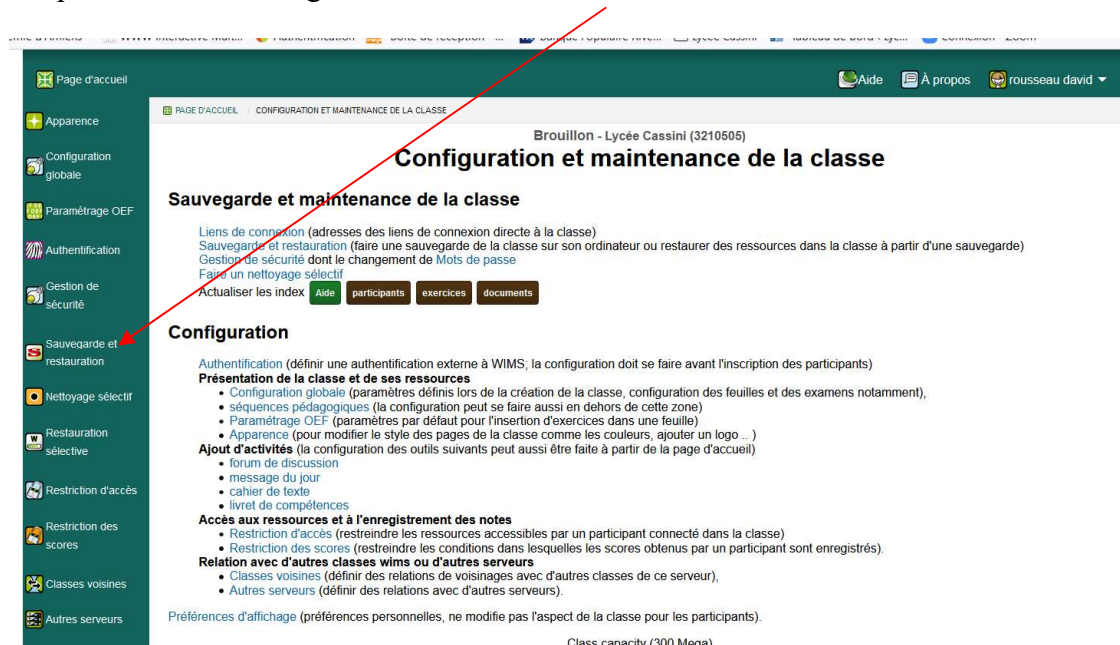 Page d'accueil
Aide À propos rousseau david
Apparence
Configuration
globale
Paramétrage OEF
Authentification
Gestion de
sécurité
Sauvegarde et
restauration
Nettoyage sélectif
Restauration
sélective
Restriction d'accès
Restriction des
scores
Classes voisines
Autres serveurs
PAGE D'ACCUEIL / CONFIGURATION ET MAINTENANCE DE LA CLASSE
Brouillon - Lycée Cassini (3210505)
Configuration et maintenance de la classe
Sauvegarde et maintenance de la classe
Liens de connexion (adresses des liens de connexion directe à la classe)
Sauvegarde et restauration (faire une sauvegarde de la classe sur son ordinateur ou restaurer des ressources dans la classe à partir d'une sauvegarde)
Gestion de sécurité dont le changement de Mots de passe
Faire un nettoyage sélectif
Actualiser les index Aide participants exercices documents
Configuration
Authentification (définir une authentification externe à WIMS; la configuration doit se faire avant l'inscription des participants)
Présentation de la classe et de ses ressources
• Configuration globale (paramètres définis lors de la création de la classe, configuration des feuilles et des examens notamment),
• séquences pédagogiques (la configuration peut se faire aussi en dehors de cette zone)
• Paramétrage OEF (paramètres par défaut pour l'insertion d'exercices dans une feuille)
• Apparence (pour modifier le style des pages de la classe comme les couleurs, ajouter un logo .. )
Ajout d'activités (la configuration des outils suivants peut aussi être faite à partir de la page d'accueil)
• forum de discussion
• message du jour
• cahier de texte
• livret de compétences
Accès aux ressources et à l'enregistrement des notes
• Restriction d'accès (restreindre les ressources accessibles par un participant connecté dans la classe)
• Restriction des scores (restreindre les conditions dans lesquelles les scores obtenus par un participant sont enregistrés).
Relation avec d'autres classes wims ou d'autres serveurs
• Classes voisines (définir des relations de voisinages avec d'autres classes de ce serveur),
• Autres serveurs (définir des relations avec d'autres serveurs).
Préférences d'affichage (préférences personnelles, ne modifie pas l'aspect de la classe pour les participants).
Class capacity (300 Mega)